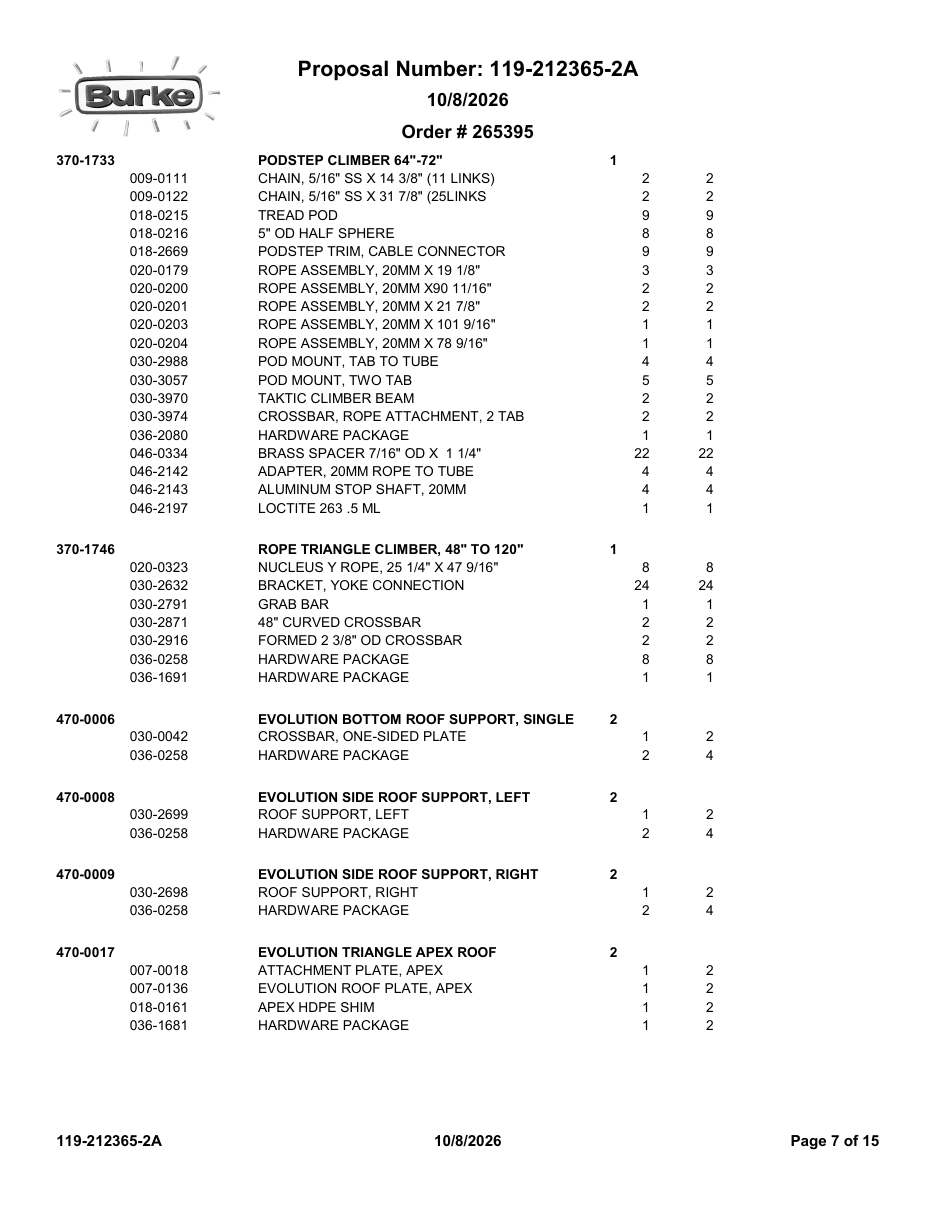 Burke
Proposal Number: 119-212365-2A
10/8/2026
Order # 265395
370-1733 PODSTEP CLIMBER 64"-72" 1
009-0111 CHAIN, 5/16" SS X 14 3/8" (11 LINKS) 2 2
009-0122 CHAIN, 5/16" SS X 31 7/8" (25LINKS 2 2
018-0215 TREAD POD 9 9
018-0216 5" OD HALF SPHERE 8 8
018-2669 PODSTEP TRIM, CABLE CONNECTOR 9 9
020-0179 ROPE ASSEMBLY, 20MM X 19 1/8" 3 3
020-0200 ROPE ASSEMBLY, 20MM X90 11/16" 2 2
020-0201 ROPE ASSEMBLY, 20MM X 21 7/8" 2 2
020-0203 ROPE ASSEMBLY, 20MM X 101 9/16" 1 1
020-0204 ROPE ASSEMBLY, 20MM X 78 9/16" 1 1
030-2988 POD MOUNT, TAB TO TUBE 4 4
030-3057 POD MOUNT, TWO TAB 5 5
030-3970 TAKTIC CLIMBER BEAM 2 2
030-3974 CROSSBAR, ROPE ATTACHMENT, 2 TAB 2 2
036-2080 HARDWARE PACKAGE 1 1
046-0334 BRASS SPACER 7/16" OD X  1 1/4" 22 22
046-2142 ADAPTER, 20MM ROPE TO TUBE 4 4
046-2143 ALUMINUM STOP SHAFT, 20MM 4 4
046-2197 LOCTITE 263 .5 ML 1 1
370-1746 ROPE TRIANGLE CLIMBER, 48" TO 120" 1
020-0323 NUCLEUS Y ROPE, 25 1/4" X 47 9/16" 8 8
030-2632 BRACKET, YOKE CONNECTION 24 24
030-2791 GRAB BAR 1 1
030-2871 48" CURVED CROSSBAR 2 2
030-2916 FORMED 2 3/8" OD CROSSBAR 2 2
036-0258 HARDWARE PACKAGE 8 8
036-1691 HARDWARE PACKAGE 1 1
470-0006 EVOLUTION BOTTOM ROOF SUPPORT, SINGLE 2
030-0042 CROSSBAR, ONE-SIDED PLATE 1 2
036-0258 HARDWARE PACKAGE 2 4
470-0008 EVOLUTION SIDE ROOF SUPPORT, LEFT 2
030-2699 ROOF SUPPORT, LEFT 1 2
036-0258 HARDWARE PACKAGE 2 4
470-0009 EVOLUTION SIDE ROOF SUPPORT, RIGHT 2
030-2698 ROOF SUPPORT, RIGHT 1 2
036-0258 HARDWARE PACKAGE 2 4
470-0017 EVOLUTION TRIANGLE APEX ROOF 2
007-0018 ATTACHMENT PLATE, APEX 1 2
007-0136 EVOLUTION ROOF PLATE, APEX 1 2
018-0161 APEX HDPE SHIM 1 2
036-1681 HARDWARE PACKAGE 1 2
119-212365-2A 10/8/2026 Page 7 of 15